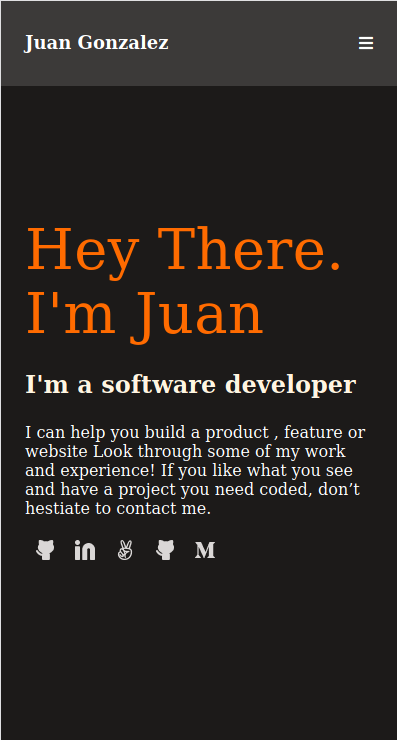 Juan Gonzalez
Hey There.
I'm Juan
I'm a software developer
I can help you build a product , feature or
website Look through some of my work
and experience! If you like what you see
and have a project you need coded, don’t
hestiate to contact me.